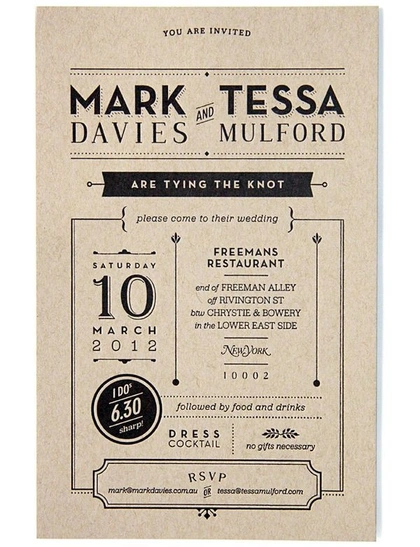 YOU ARE INVITED
MARK AND TESSA
DAVIES MULFORD
ARE TYING THE KNOT
please come to their wedding
SATURDAY
10
MARCH
2012
FREEMANS
RESTAURANT
end of FREEMAN ALLEY
off RIVINGTON ST
btw CHRYSTIE & BOWERY
in the LOWER EAST SIDE
New York
10002
I DO'S
6.30
sharp!
followed by food and drinks
DRESS
COCKTAIL
no gifts necessary
RSVP
mark@markdavies.com.au OR tessa@tessamulford.com